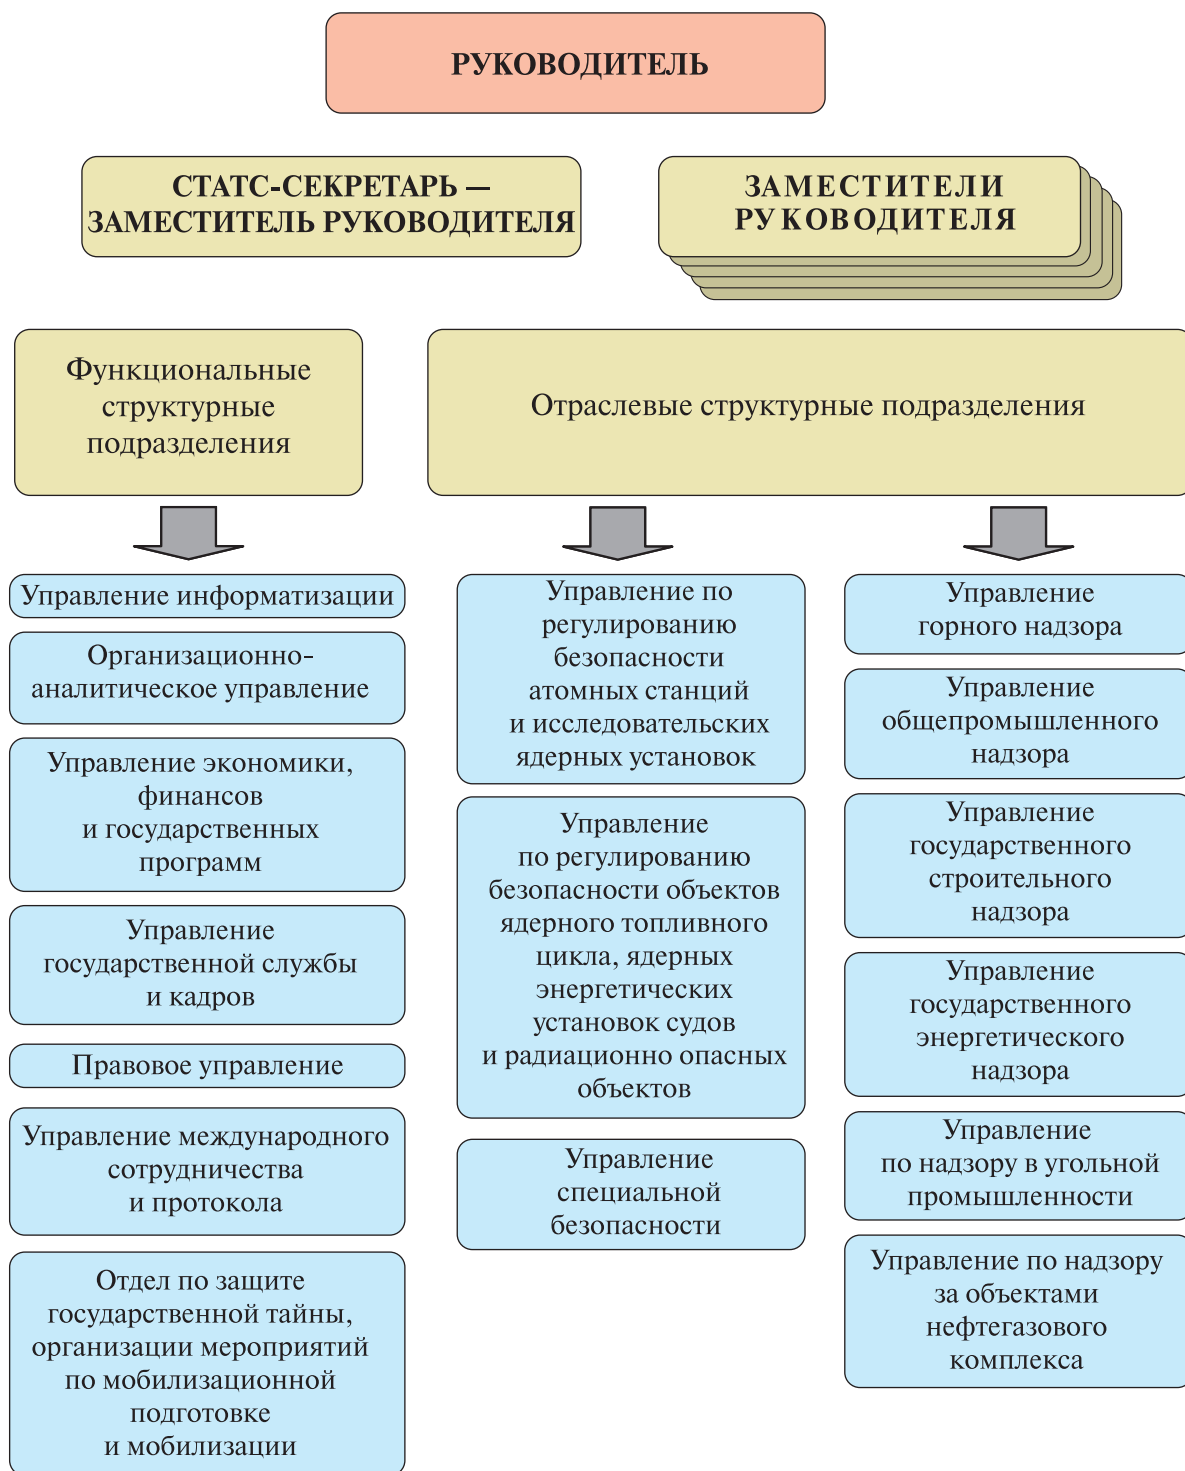 РУКОВОДИТЕЛЬ
СТАТС-СЕКРЕТАРЬ —
ЗАМЕСТИТЕЛЬ РУКОВОДИТЕЛЯ
ЗАМЕСТИТЕЛИ
РУКОВОДИТЕЛЯ
Функциональные
структурные
подразделения
Отраслевые структурные подразделения
Управление информатизации
Организационно-
аналитическое управление
Управление экономики,
финансов
и государственных
программ
Управление
государственной службы
и кадров
Правовое управление
Управление международного
сотрудничества
и протокола
Отдел по защите
государственной тайны,
организации мероприятий
по мобилизационной
подготовке
и мобилизации
Управление по
регулированию
безопасности
атомных станций
и исследовательских
ядерных установок
Управление
по регулированию
безопасности объектов
ядерного топливного
цикла, ядерных
энергетических
установок судов
и радиационно опасных
объектов
Управление
специальной
безопасности
Управление
горного надзора
Управление
общепромышленного
надзора
Управление
государственного
строительного
надзора
Управление
государственного
энергетического
надзора
Управление
по надзору в угольной
промышленности
Управление по надзору
за объектами
нефтегазового
комплекса